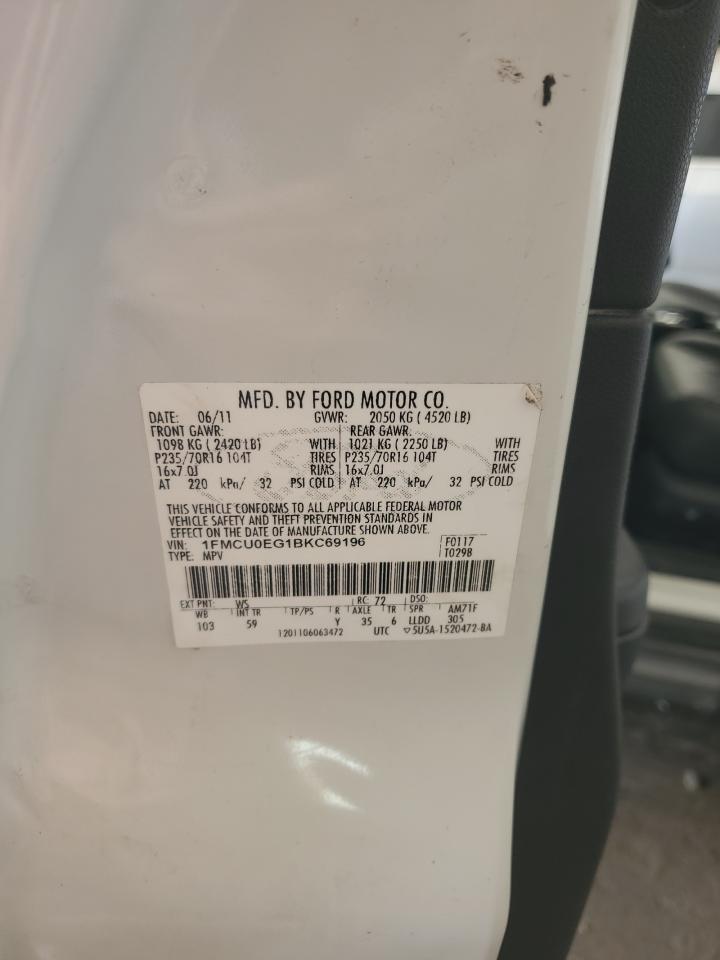 MFD. BY FORD MOTOR CO.
DATE: 06/11 GVWR: 2050 KG ( 4520 LB)
FRONT GAWR: REAR GAWR:
1098 KG ( 2420 LB) WITH 1021 KG ( 2250 LB) WITH
P235/70R16 104T TIRES P235/70R16 104T TIRES
16x7.0J RIMS 16x7.0J RIMS
AT 220 kPa/ 32 PSI COLD AT 220 kPa/ 32 PSI COLD
THIS VEHICLE CONFORMS TO ALL APPLICABLE FEDERAL MOTOR
VEHICLE SAFETY AND THEFT PREVENTION STANDARDS IN
EFFECT ON THE DATE OF MANUFACTURE SHOWN ABOVE.
VIN: 1FMCU0EG1BKC69196 F0117
TYPE: MPV T0298
EXT PNT: WS RC: 72 DSO:
WB INT TR TP/PS R AXLE TR SPR AM71F
103 59 Y 35 6 LLDD 305
1201106063472 UTC ▽5U5A-1520472-BA